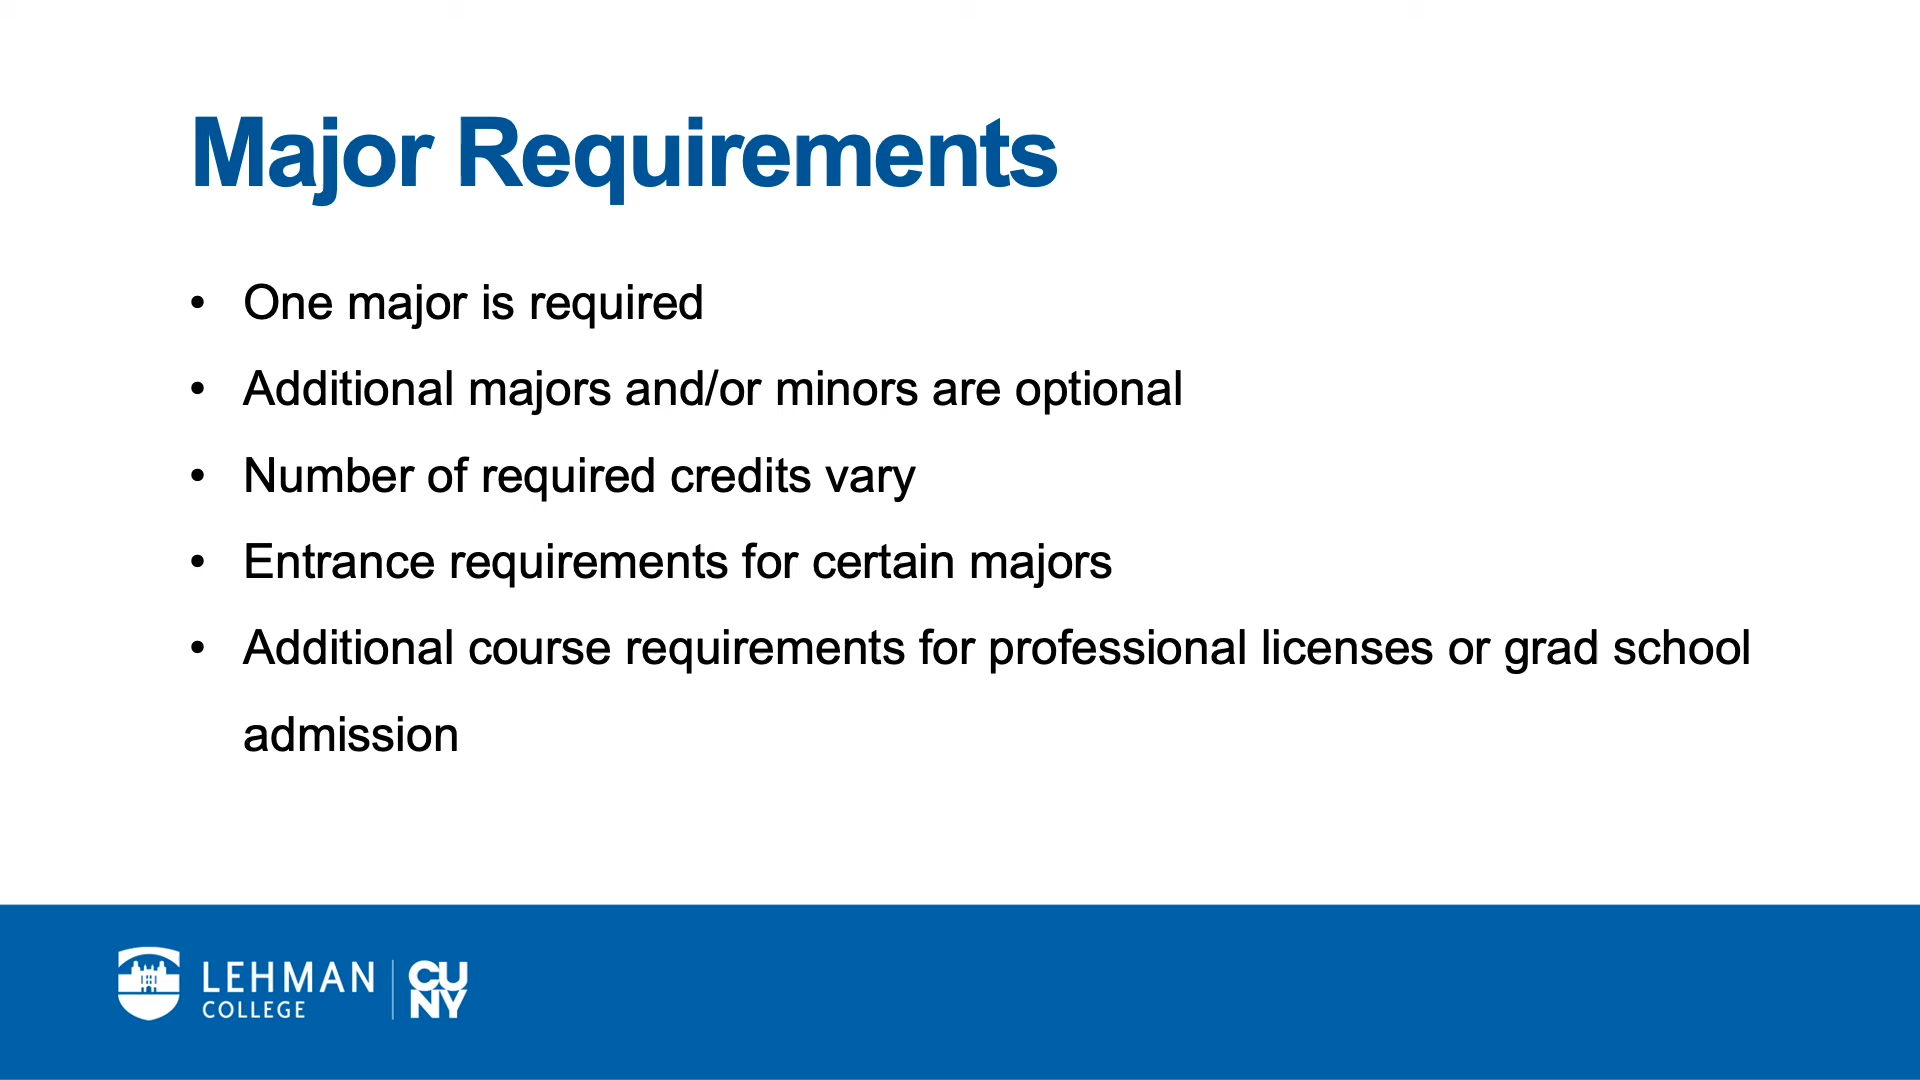 Major Requirements
• One major is required
• Additional majors and/or minors are optional
• Number of required credits vary
• Entrance requirements for certain majors
• Additional course requirements for professional licenses or grad school
admission
LEHMAN
COLLEGE
CU
NY